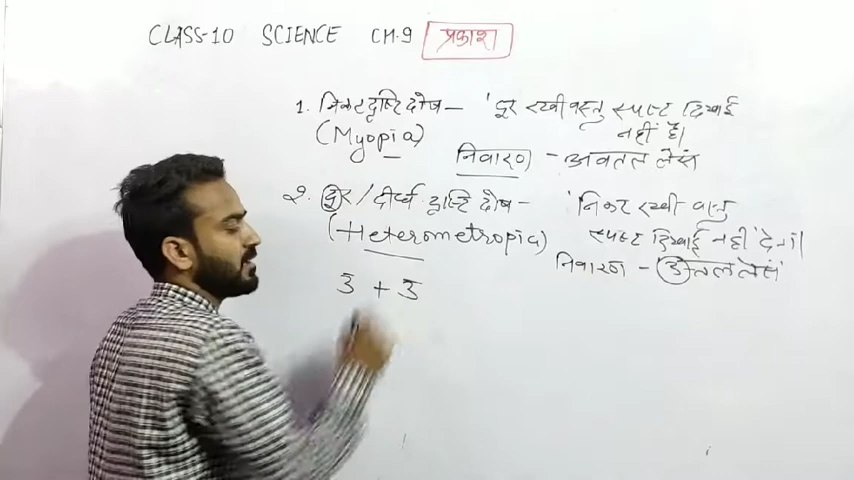 CLASS-10 SCIENCE CH.9 प्रकाश
1. निकट दृष्टि दोष – 'दूर रखी वस्तु स्पष्ट दिखाई
(Myopia) नहीं दें।
निवारण – अवतल लेंस
2. दूर/दीर्घ दृष्टि दोष – 'निकट रखी वस्तु
(Heterometropia) स्पष्ट दिखाई नहीं देना।
निवारण – उत्तल लेंस
3 + 3